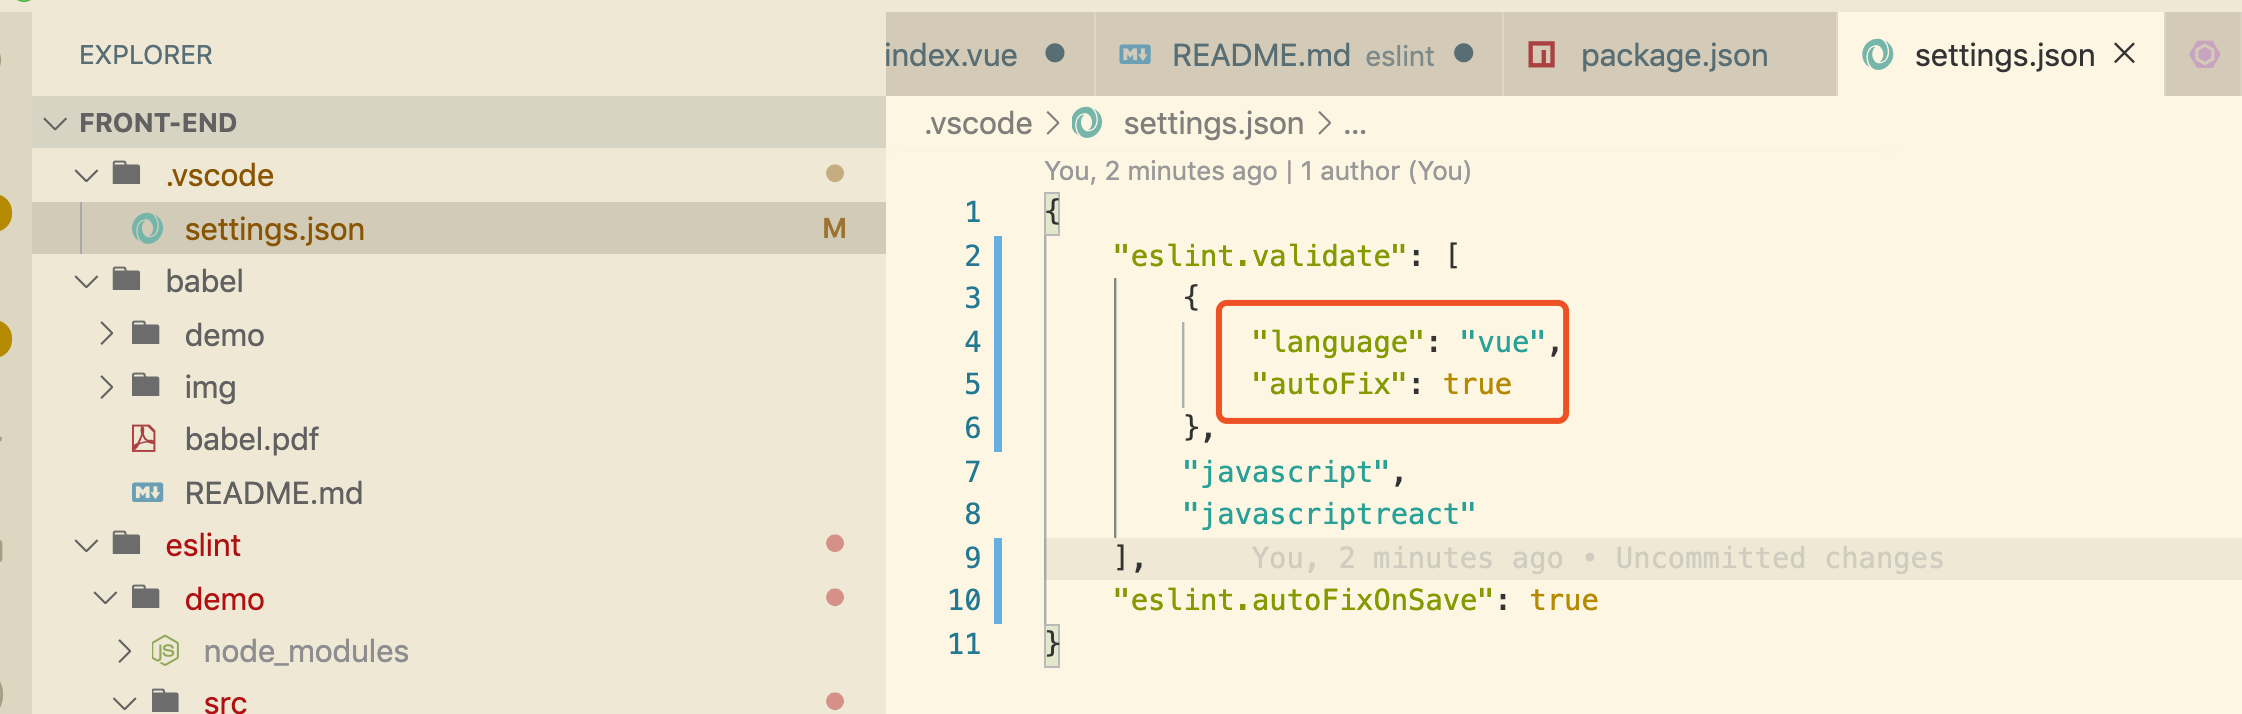 EXPLORER
FRONT-END
.vscode
settings.json M
babel
demo
img
babel.pdf
README.md
eslint
demo
node_modules
src
index.vue README.md eslint package.json settings.json
.vscode > settings.json > ...
You, 2 minutes ago | 1 author (You)
1 {
2 "eslint.validate": [
3 {
4 "language": "vue",
5 "autoFix": true
6 },
7 "javascript",
8 "javascriptreact"
9 ], You, 2 minutes ago • Uncommitted changes
10 "eslint.autoFixOnSave": true
11 }